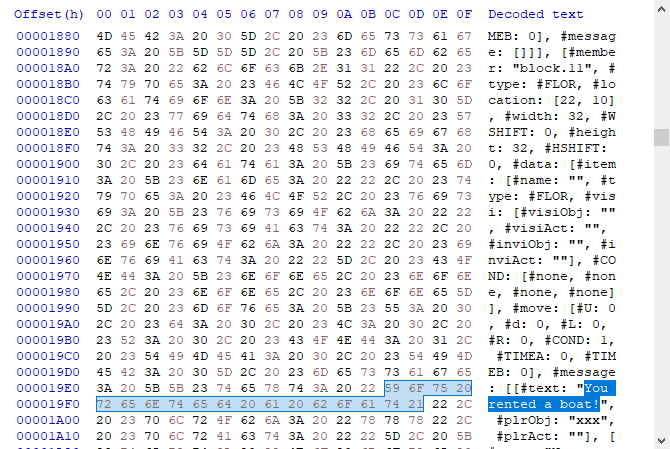 Offset(h) 00 01 02 03 04 05 06 07 08 09 0A 0B 0C 0D 0E 0F Decoded text
00001880 4D 45 42 3A 20 30 5D 2C 20 23 6D 65 73 73 61 67 MEB: 0], #messag
00001890 65 3A 20 5B 5D 5D 5D 2C 20 5B 23 6D 65 6D 62 65 e: []]], [#membe
000018A0 72 3A 20 22 62 6C 6F 63 6B 2E 31 31 22 2C 20 23 r: "block.11", #
000018B0 74 79 70 65 3A 20 23 46 4C 4F 52 2C 20 23 6C 6F type: #FLOR, #lo
000018C0 63 61 74 69 6F 6E 3A 20 5B 32 32 2C 20 31 30 5D cation: [22, 10]
000018D0 2C 20 23 77 69 64 74 68 3A 20 33 32 2C 20 23 57 , #width: 32, #W
000018E0 53 48 49 46 54 3A 20 30 2C 20 23 68 65 69 67 68 SHIFT: 0, #heigh
000018F0 74 3A 20 33 32 2C 20 23 48 53 48 49 46 54 3A 20 t: 32, #HSHIFT:
00001900 30 2C 20 23 64 61 74 61 3A 20 5B 23 69 74 65 6D 0, #data: [#item
00001910 3A 20 5B 23 6E 61 6D 65 3A 20 22 22 2C 20 23 74 : [#name: "", #t
00001920 79 70 65 3A 20 23 46 4C 4F 52 2C 20 23 76 69 73 ype: #FLOR, #vis
00001930 69 3A 20 5B 23 76 69 73 69 4F 62 6A 3A 20 22 22 i: [#visiObj: ""
00001940 2C 20 23 76 69 73 69 41 63 74 3A 20 22 22 2C 20 , #visiAct: "",
00001950 23 69 6E 76 69 4F 62 6A 3A 20 22 22 2C 20 23 69 #inviObj: "", #i
00001960 6E 76 69 41 63 74 3A 20 22 22 5D 2C 20 23 43 4F nviAct: ""], #CO
00001970 4E 44 3A 20 5B 23 6E 6F 6E 65 2C 20 23 6E 6F 6E ND: [#none, #non
00001980 65 2C 20 23 6E 6F 6E 65 2C 20 23 6E 6F 6E 65 5D e, #none, #none]
00001990 5D 2C 20 23 6D 6F 76 65 3A 20 5B 23 55 3A 20 30 ], #move: [#U: 0
000019A0 2C 20 23 64 3A 20 30 2C 20 23 4C 3A 20 30 2C 20 , #d: 0, #L: 0,
000019B0 23 52 3A 20 30 2C 20 23 43 4F 4E 44 3A 20 31 2C #R: 0, #COND: 1,
000019C0 20 23 54 49 4D 45 41 3A 20 30 2C 20 23 54 49 4D #TIMEA: 0, #TIM
000019D0 45 42 3A 20 30 5D 2C 20 23 6D 65 73 73 61 67 65 EB: 0], #message
000019E0 3A 20 5B 5B 23 74 65 78 74 3A 20 22 59 6F 75 20 : [[#text: "You
000019F0 72 65 6E 74 65 64 20 61 20 62 6F 61 74 21 22 2C rented a boat!",
00001A00 20 23 70 6C 72 4F 62 6A 3A 20 22 78 78 78 22 2C #plrObj: "xxx",
00001A10 20 23 70 6C 72 41 63 74 3A 20 22 22 5D 2C 20 5B #plrAct: ""], [